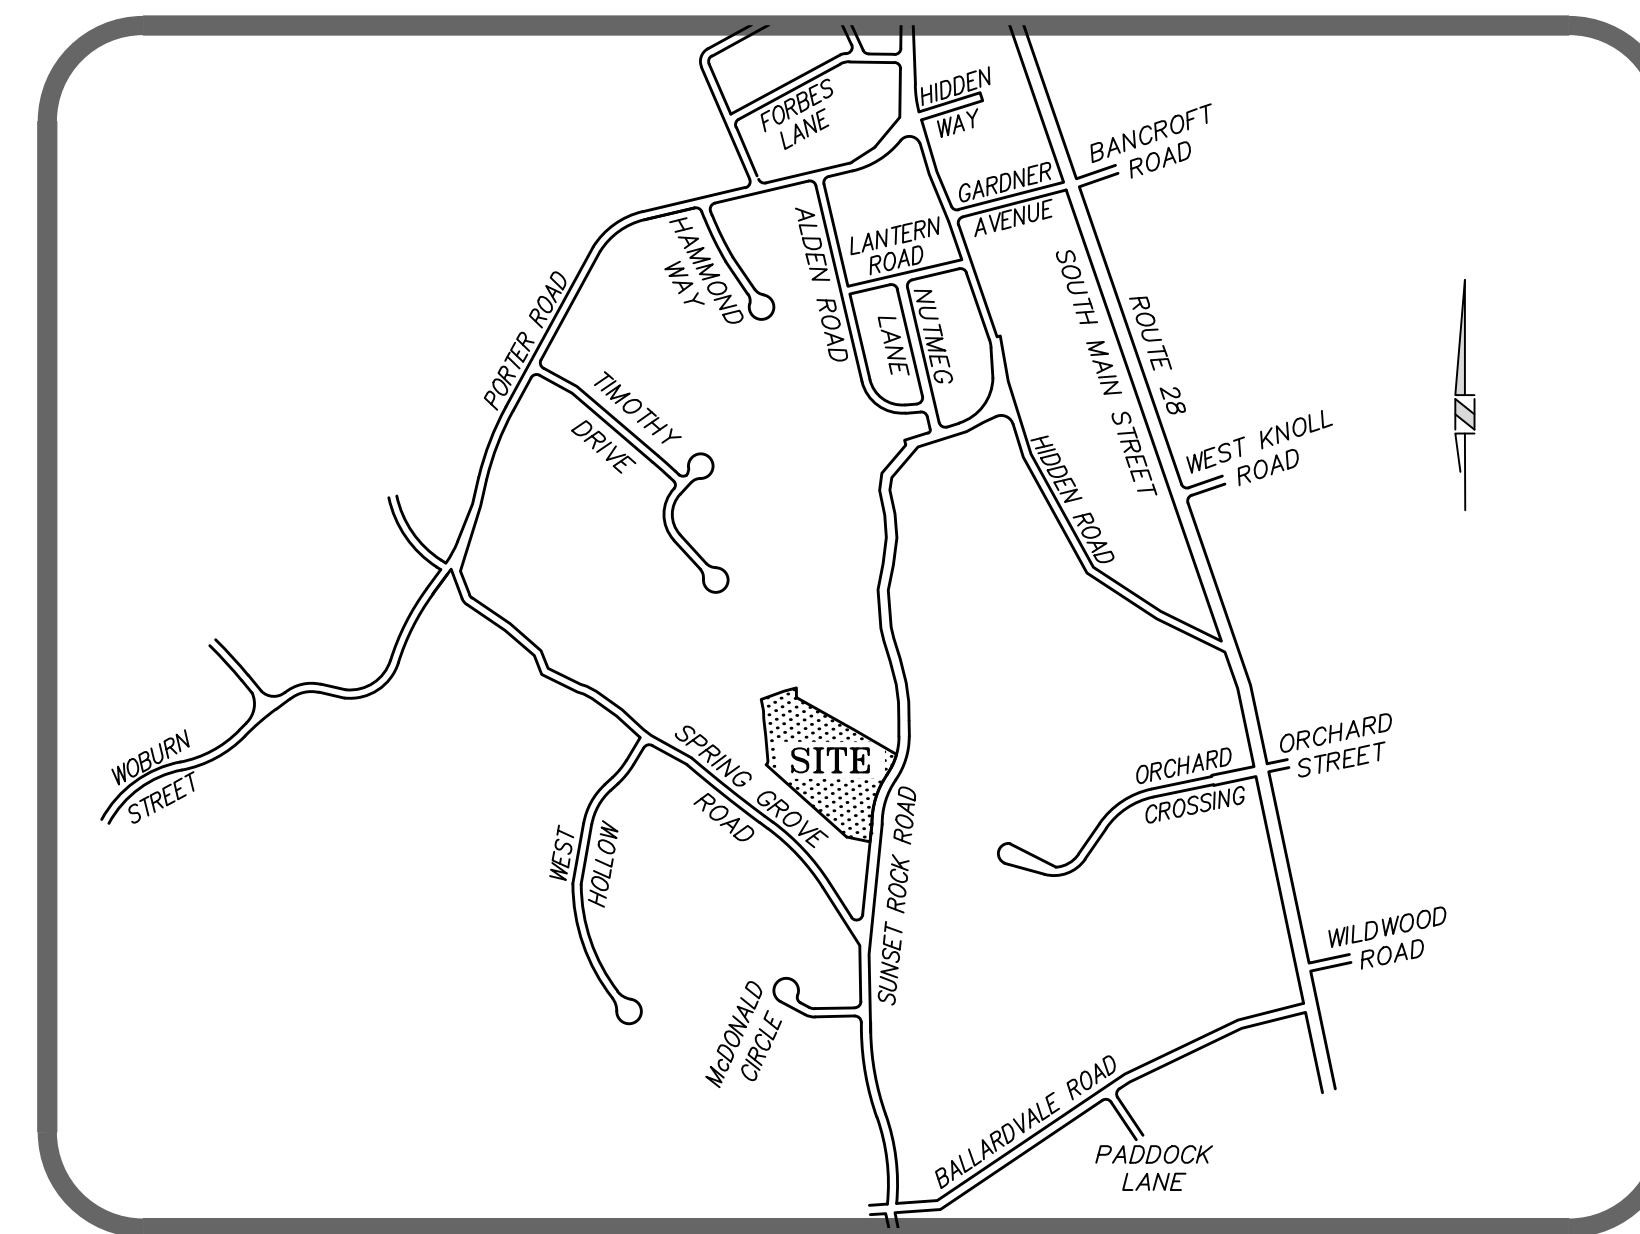 FORBES
LANE
HIDDEN
WAY
BANCROFT
ROAD
GARDNER
AVENUE
HAMMOND
WAY
ALDEN ROAD
LANTERN
ROAD
NUTMEG
LANE
SOUTH MAIN STREET
ROUTE 28
PORTER ROAD
TIMOTHY
DRIVE
N
WEST KNOLL
ROAD
HIDDEN ROAD
WOBURN
STREET
SPRING GROVE
ROAD
SITE
ORCHARD
STREET
ORCHARD
CROSSING
WEST
HOLLOW
SUNSET ROCK ROAD
WILDWOOD
ROAD
McDONALD
CIRCLE
BALLARDVALE ROAD
PADDOCK
LANE